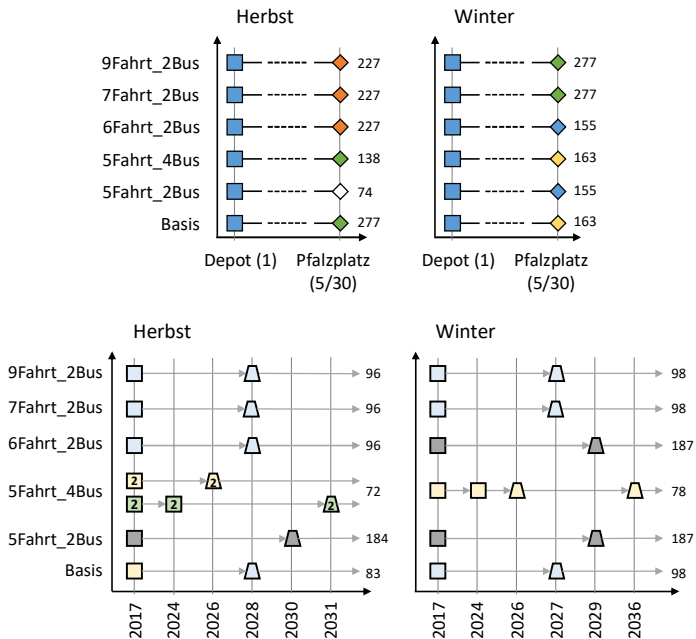 Herbst
Winter
9Fahrt_2Bus 227 277
7Fahrt_2Bus 227 277
6Fahrt_2Bus 227 155
5Fahrt_4Bus 138 163
5Fahrt_2Bus 74 155
Basis 277 163
Depot (1) Pfalzplatz Depot (1) Pfalzplatz
(5/30) (5/30)
Herbst
Winter
9Fahrt_2Bus 96 98
7Fahrt_2Bus 96 98
6Fahrt_2Bus 96 187
2 2
5Fahrt_4Bus 72 78
2 2 2
5Fahrt_2Bus 184 187
Basis 83 98
2017 2024 2026 2028 2030 2031
2017 2024 2026 2027 2029 2036